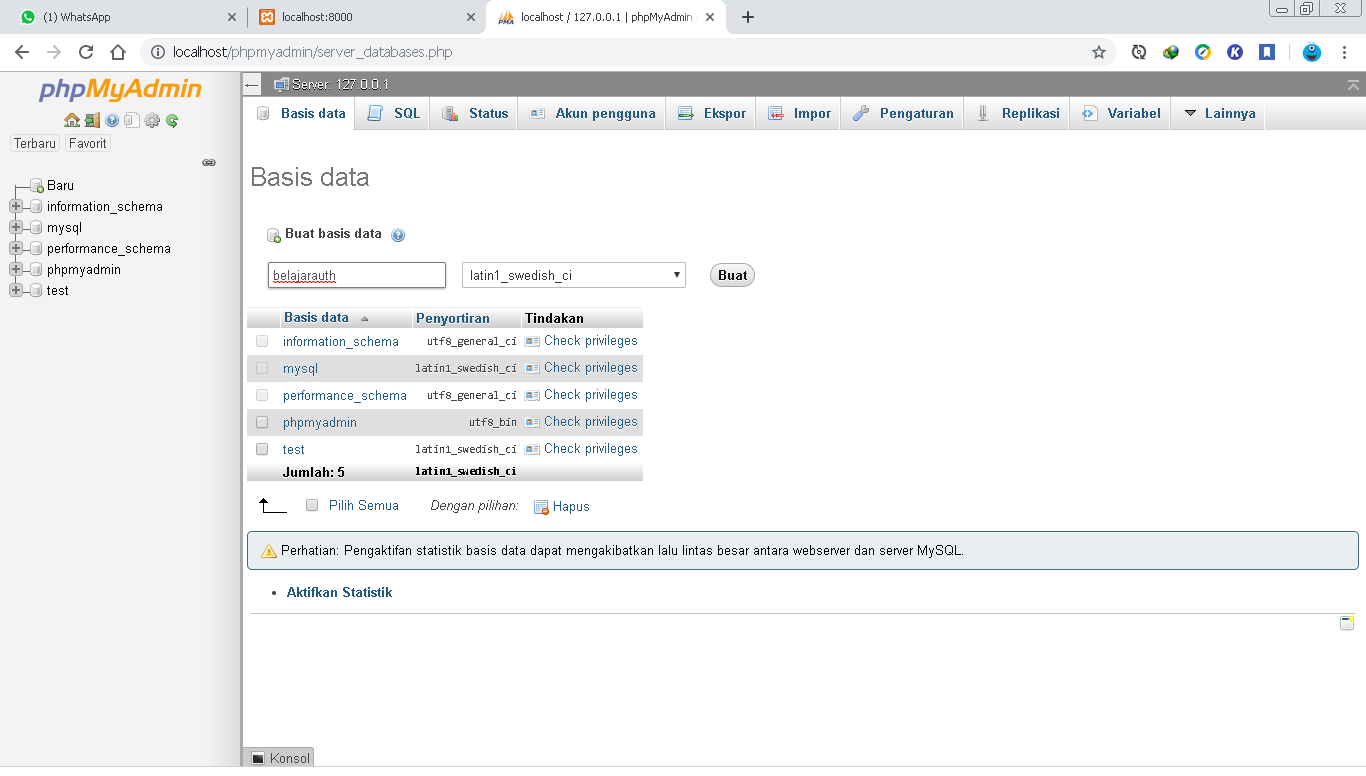 (1) WhatsApp
localhost:8000
localhost / 127.0.0.1 | phpMyAdmin
localhost/phpmyadmin/server_databases.php
phpMyAdmin
Terbaru Favorit
Baru
information_schema
mysql
performance_schema
phpmyadmin
test
Server: 127.0.0.1
Basis data SQL Status Akun pengguna Ekspor Impor Pengaturan Replikasi Variabel Lainnya
Basis data
Buat basis data
belajarauth latin1_swedish_ci Buat
Basis data Penyortiran Tindakan
information_schema utf8_general_ci Check privileges
mysql latin1_swedish_ci Check privileges
performance_schema utf8_general_ci Check privileges
phpmyadmin utf8_bin Check privileges
test latin1_swedish_ci Check privileges
Jumlah: 5 latin1_swedish_ci
Pilih Semua Dengan pilihan: Hapus
Perhatian: Pengaktifan statistik basis data dapat mengakibatkan lalu lintas besar antara webserver dan server MySQL.
Aktifkan Statistik
Konsol